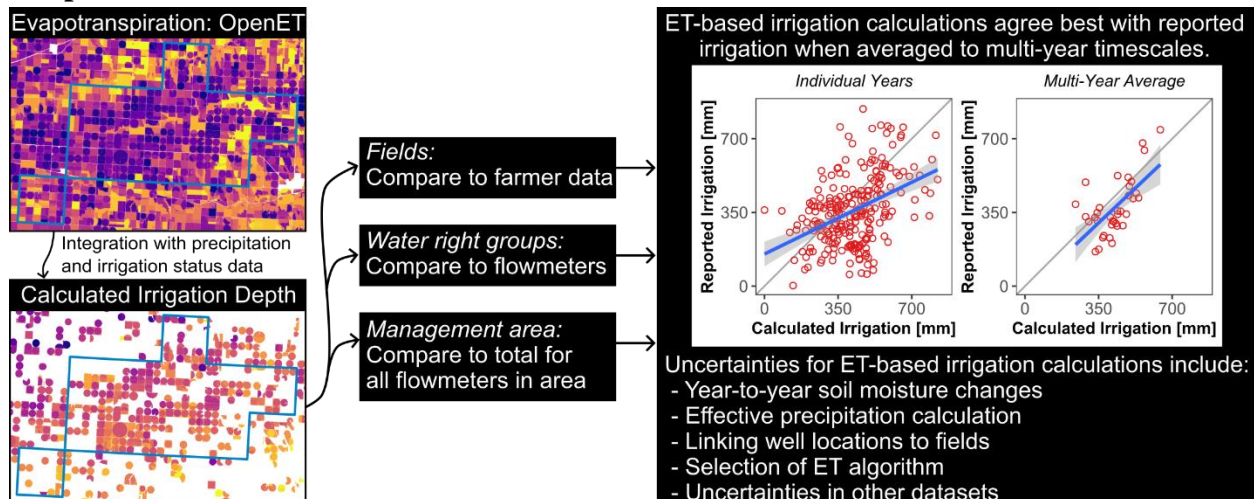 Evapotranspiration: OpenET
Integration with precipitation
and irrigation status data
Calculated Irrigation Depth
Fields:
Compare to farmer data
Water right groups:
Compare to flowmeters
Management area:
Compare to total for
all flowmeters in area
ET-based irrigation calculations agree best with reported
irrigation when averaged to multi-year timescales.
Individual Years
Reported Irrigation [mm]
700
350
0
0
350
700
Calculated Irrigation [mm]
Multi-Year Average
Reported Irrigation [mm]
700
350
0
0
350
700
Calculated Irrigation [mm]
Uncertainties for ET-based irrigation calculations include:
- Year-to-year soil moisture changes
- Effective precipitation calculation
- Linking well locations to fields
- Selection of ET algorithm
- Uncertainties in other datasets